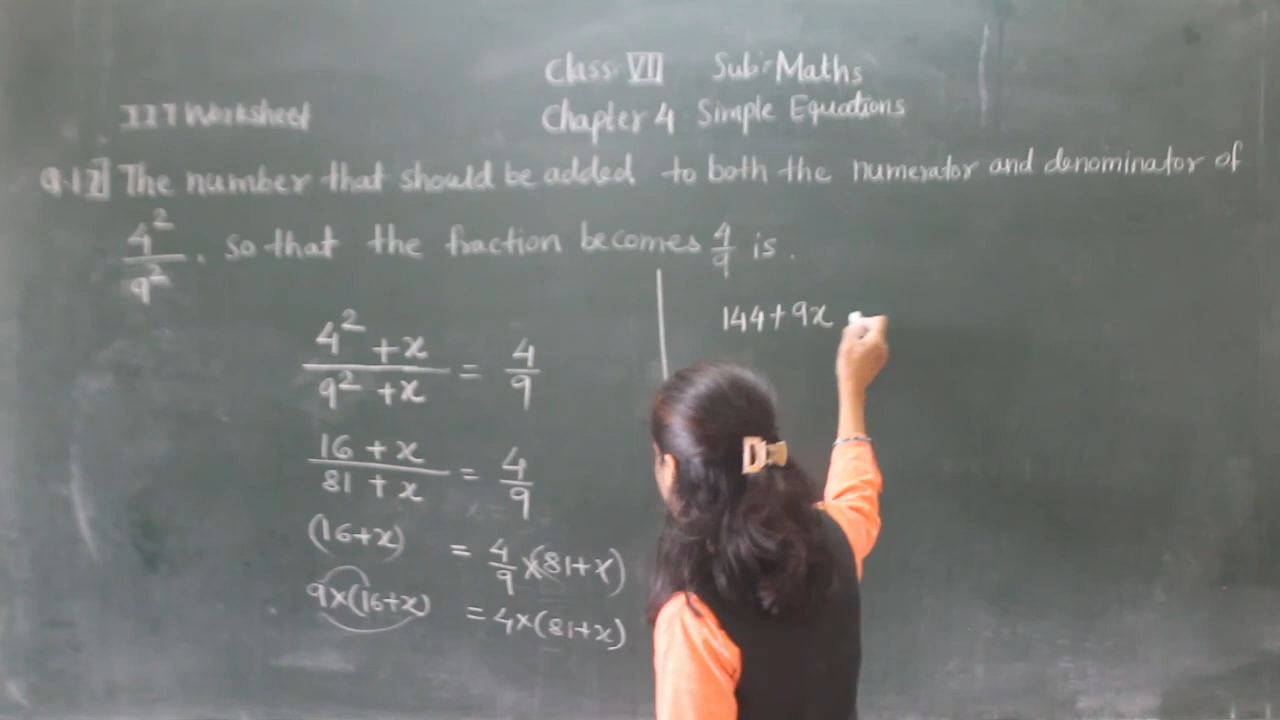 Class: VII Sub: Maths
IIT Worksheet
Chapter 4 Simple Equations
Q.17] The number that should be added to both the numerator and denominator of
4²/9², so that the fraction becomes 4/9 is.
4² + x / 9² + x = 4/9
16 + x / 81 + x = 4/9
(16+x) = 4/9 × (81+x)
9×(16+x) = 4×(81+x)
144+9x